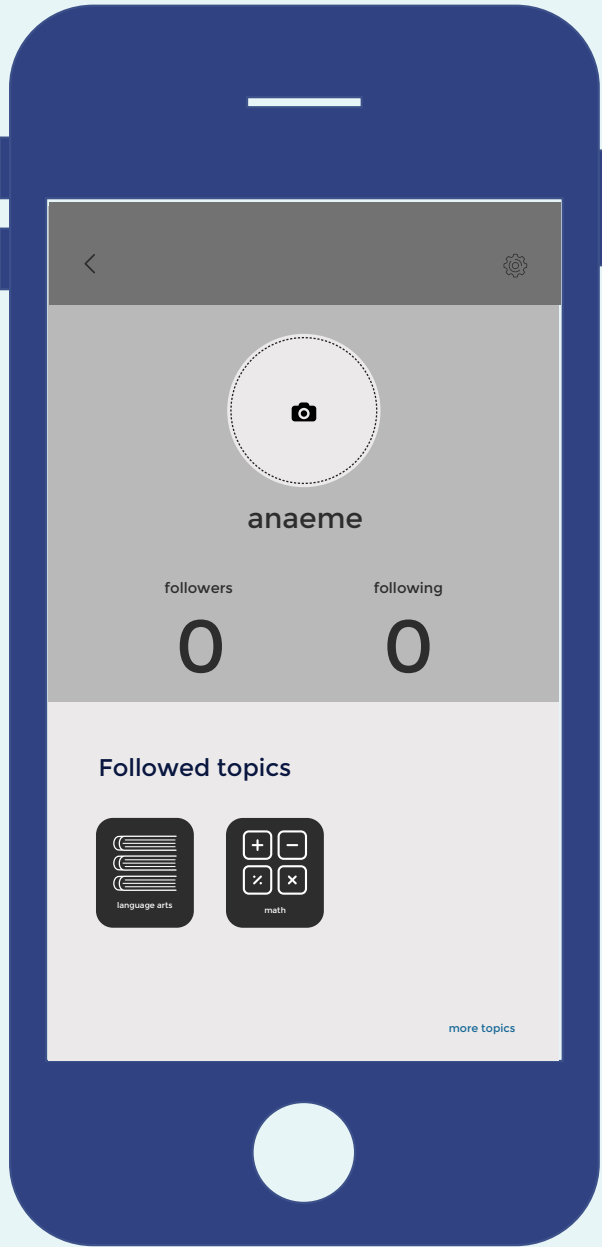 anaeme
followers following
0 0
Followed topics
language arts math
more topics